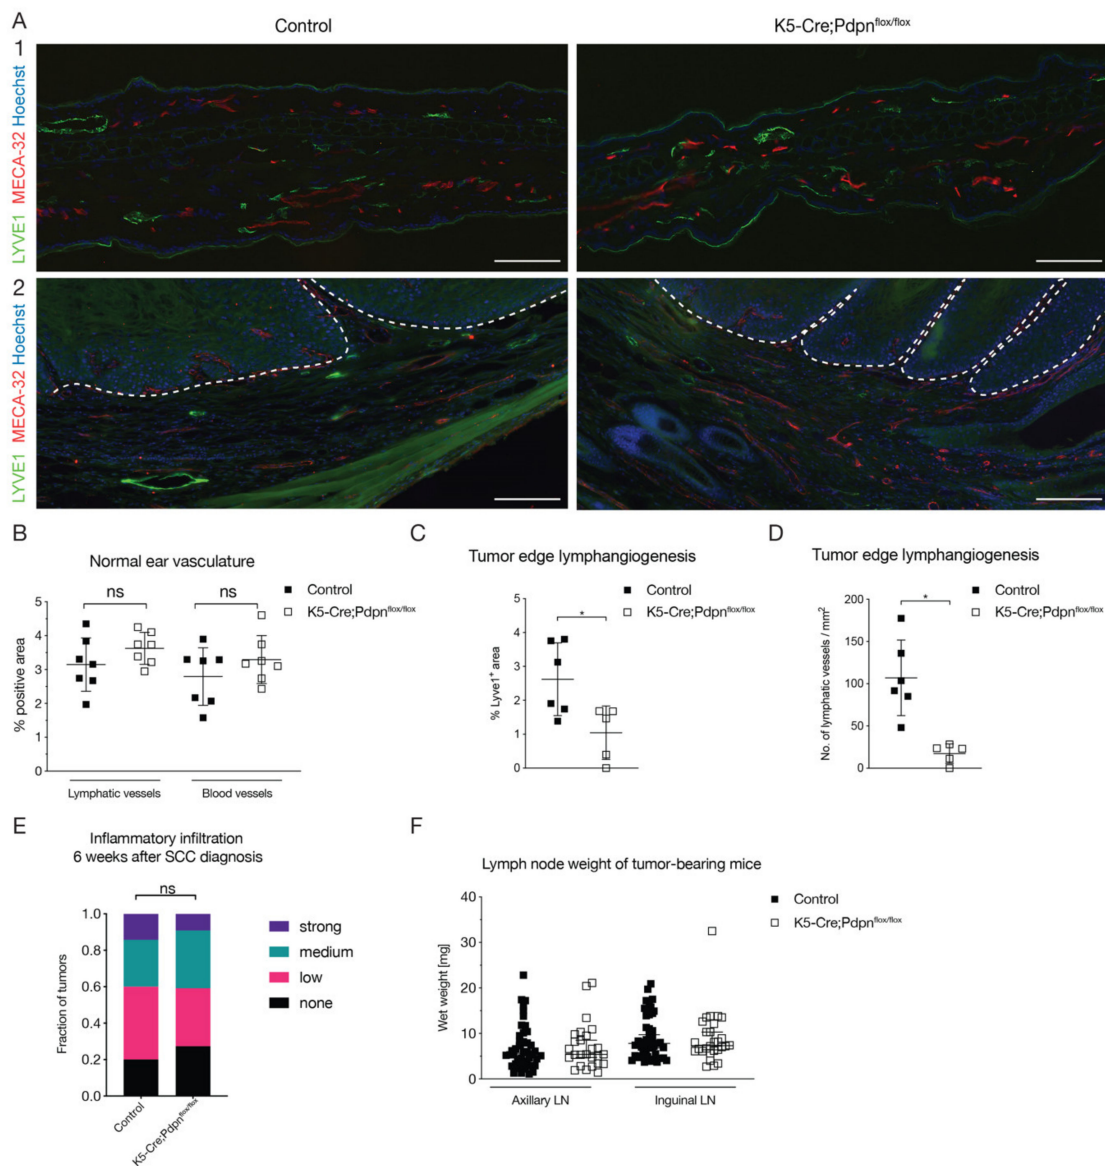 A
Control
K5-Cre;Pdpnflox/flox
1
LYVE1 MECA-32 Hoechst
2
LYVE1 MECA-32 Hoechst
B
Normal ear vasculature
Control
K5-Cre;Pdpnflox/flox
ns
ns
% positive area
5
4
3
2
1
0
Lymphatic vessels
Blood vessels
C
Tumor edge lymphangiogenesis
Control
K5-Cre;Pdpnflox/flox
*
% Lyve1+ area
5
4
3
2
1
0
D
Tumor edge lymphangiogenesis
Control
K5-Cre;Pdpnflox/flox
*
No. of lymphatic vessels / mm2
200
150
100
50
0
E
Inflammatory infiltration
6 weeks after SCC diagnosis
ns
Fraction of tumors
1.0
0.8
0.6
0.4
0.2
0.0
Control
K5-Cre;Pdpnflox/flox
strong
medium
low
none
F
Lymph node weight of tumor-bearing mice
Control
K5-Cre;Pdpnflox/flox
Wet weight [mg]
40
30
20
10
0
Axillary LN
Inguinal LN